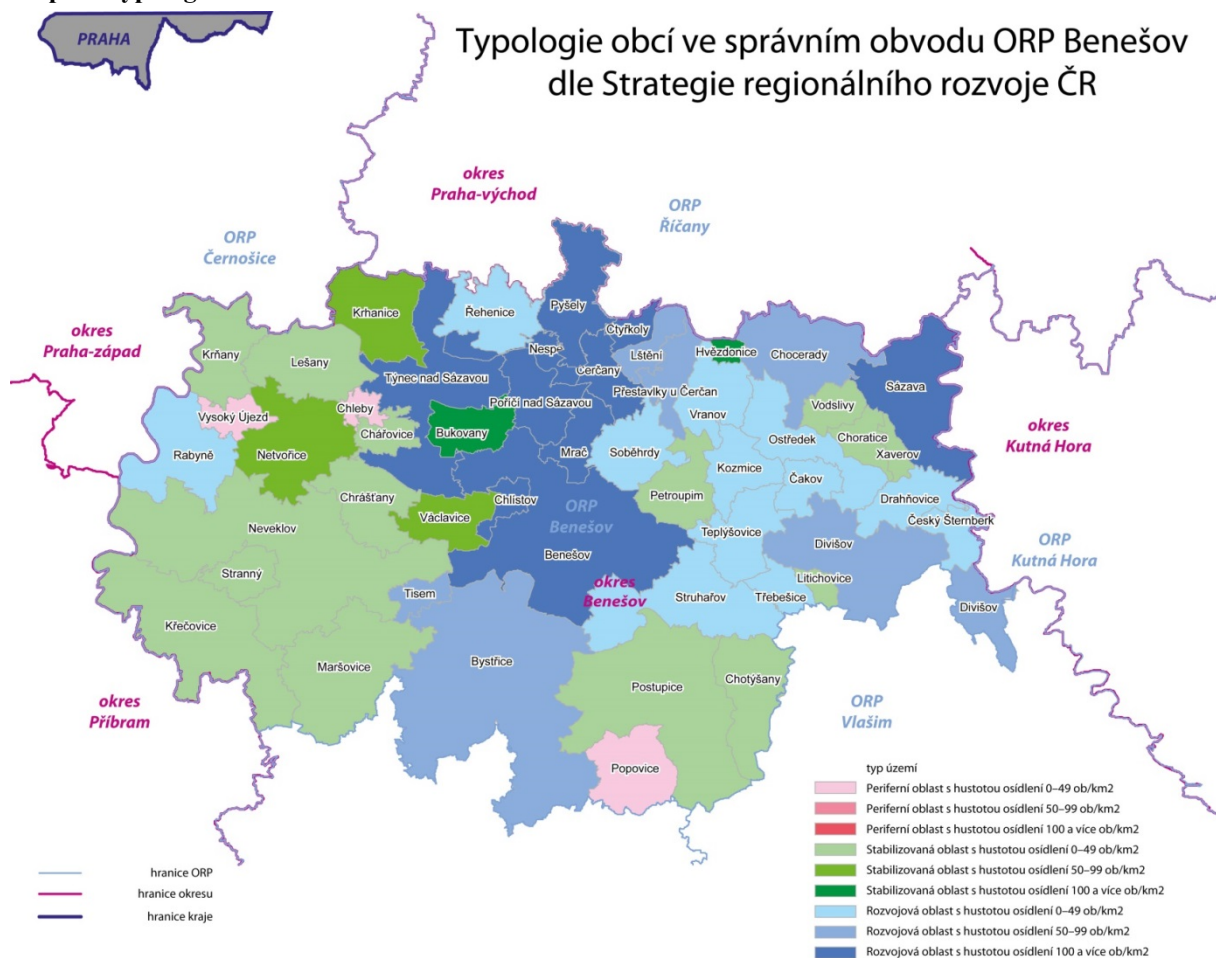 PRAHA
Typologie obcí ve správním obvodu ORP Benešov
dle Strategie regionálního rozvoje ČR
okres
Praha-východ
ORP
Říčany
ORP
Černošice
okres
Praha-západ
Pyšely
Krhanice
Řehenice
Čtyřkoly
Nespe
Lštění
Hvězdonice
Chocerady
Krňany
Lešany
Čerčany
Týnec nad Sázavou
Přestavlky u Čerčan
Sázava
Poříčí nad Sázavou
Vysoký Újezd
Chleby
Vranov
Vodslivy
Chářovice
Bukovany
Ostředek
Choratice
okres
Kutná Hora
Rabyně
Netvořice
Mrač
Soběhrdy
Xaverov
Kozmice
Čakov
Petroupim
Drahňovice
Chrášťany
Chlístov
Václavice
ORP
Benešov
Český Šternberk
Neveklov
Teplýšovice
Divišov
ORP
Kutná Hora
Benešov
Stranný
okres
Benešov
Litichovice
Tisem
Struhařov
Třebešice
Divišov
Křečovice
Maršovice
Bystřice
Postupice
Chotýšany
okres
Příbram
ORP
Vlašim
Popovice
typ území
Periferní oblast s hustotou osídlení 0–49 ob/km2
Periferní oblast s hustotou osídlení 50–99 ob/km2
Periferní oblast s hustotou osídlení 100 a více ob/km2
Stabilizovaná oblast s hustotou osídlení 0–49 ob/km2
Stabilizovaná oblast s hustotou osídlení 50–99 ob/km2
Stabilizovaná oblast s hustotou osídlení 100 a více ob/km2
Rozvojová oblast s hustotou osídlení 0–49 ob/km2
Rozvojová oblast s hustotou osídlení 50–99 ob/km2
Rozvojová oblast s hustotou osídlení 100 a více ob/km2
hranice ORP
hranice okresu
hranice kraje